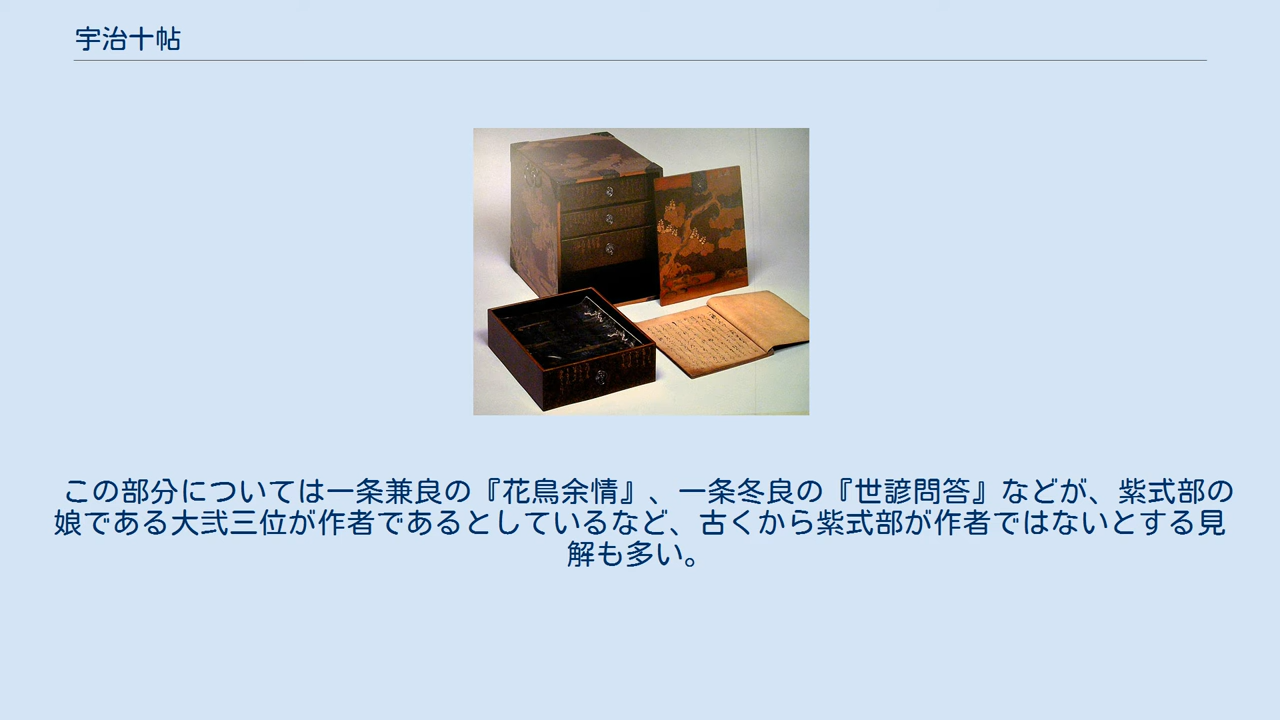 宇治十帖
この部分については一条兼良の『花鳥余情』、一条冬良の『世諺問答』などが、紫式部の
娘である大弐三位が作者であるとしているなど、古くから紫式部が作者ではないとする見
解も多い。